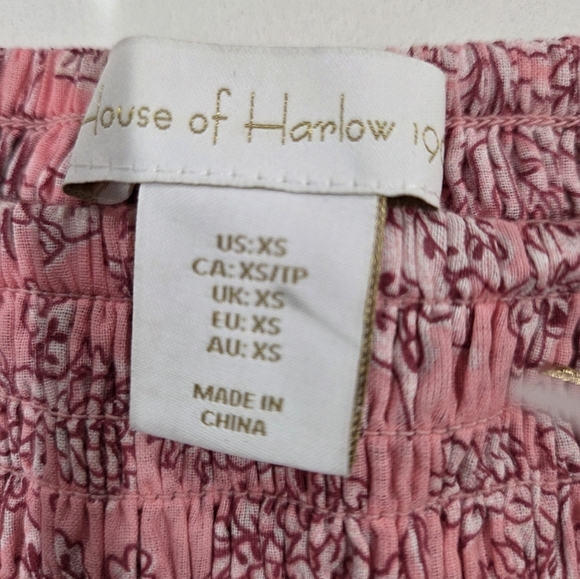 House of Harlow 19
US:XS
CA:XS/TP
UK:XS
EU:XS
AU:XS
MADE IN
CHINA